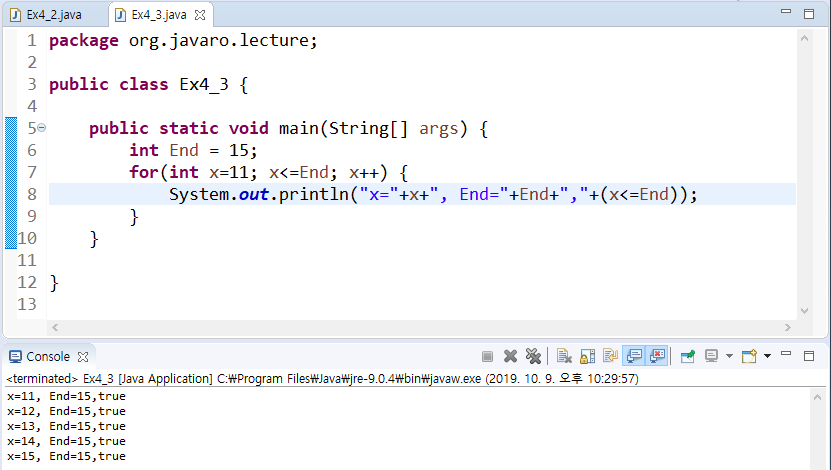 Ex4_2.java Ex4_3.java
1 package org.javaro.lecture;
2
3 public class Ex4_3 {
4
5 public static void main(String[] args) {
6 int End = 15;
7 for(int x=11; x<=End; x++) {
8 System.out.println("x="+x+", End="+End+","+(x<=End));
9 }
10 }
11
12 }
13
Console
<terminated> Ex4_3 [Java Application] C:₩Program Files₩Java₩jre-9.0.4₩bin₩javaw.exe (2019. 10. 9. 오후 10:29:57)
x=11, End=15,true
x=12, End=15,true
x=13, End=15,true
x=14, End=15,true
x=15, End=15,true